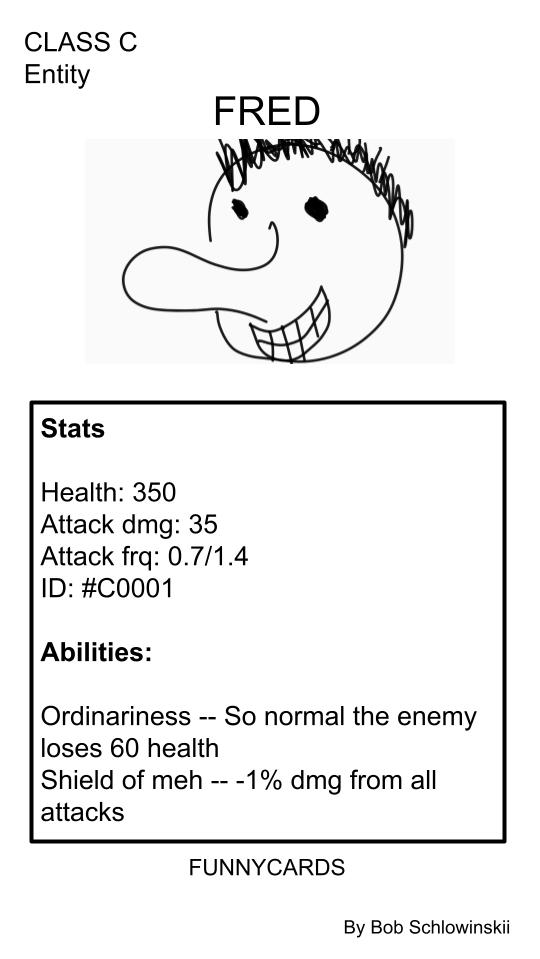 CLASS C
Entity
FRED
Stats
Health: 350
Attack dmg: 35
Attack frq: 0.7/1.4
ID: #C0001
Abilities:
Ordinariness -- So normal the enemy
loses 60 health
Shield of meh -- -1% dmg from all
attacks
FUNNYCARDS
By Bob Schlowinskii